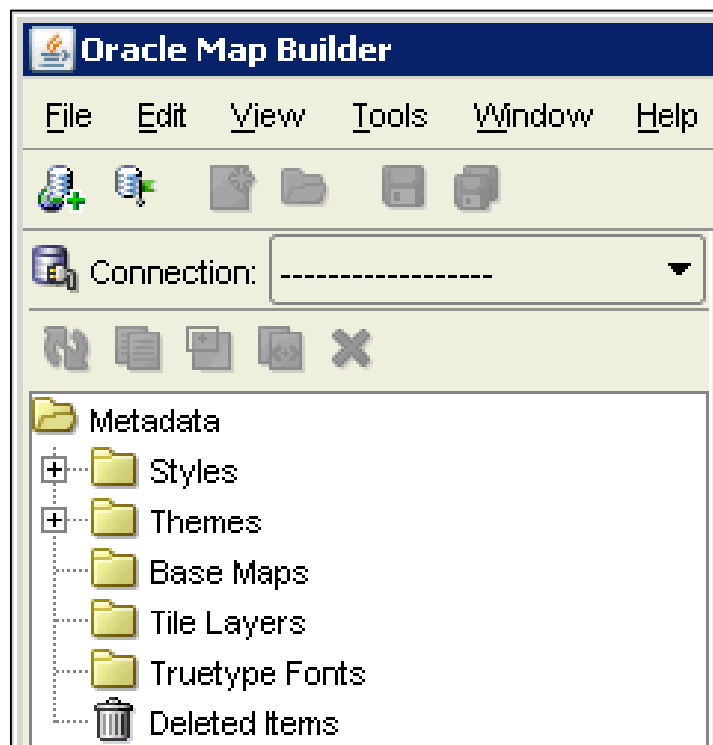 Oracle Map Builder
File Edit View Tools Window Help
Connection: ------------------
Metadata
Styles
Themes
Base Maps
Tile Layers
Truetype Fonts
Deleted Items